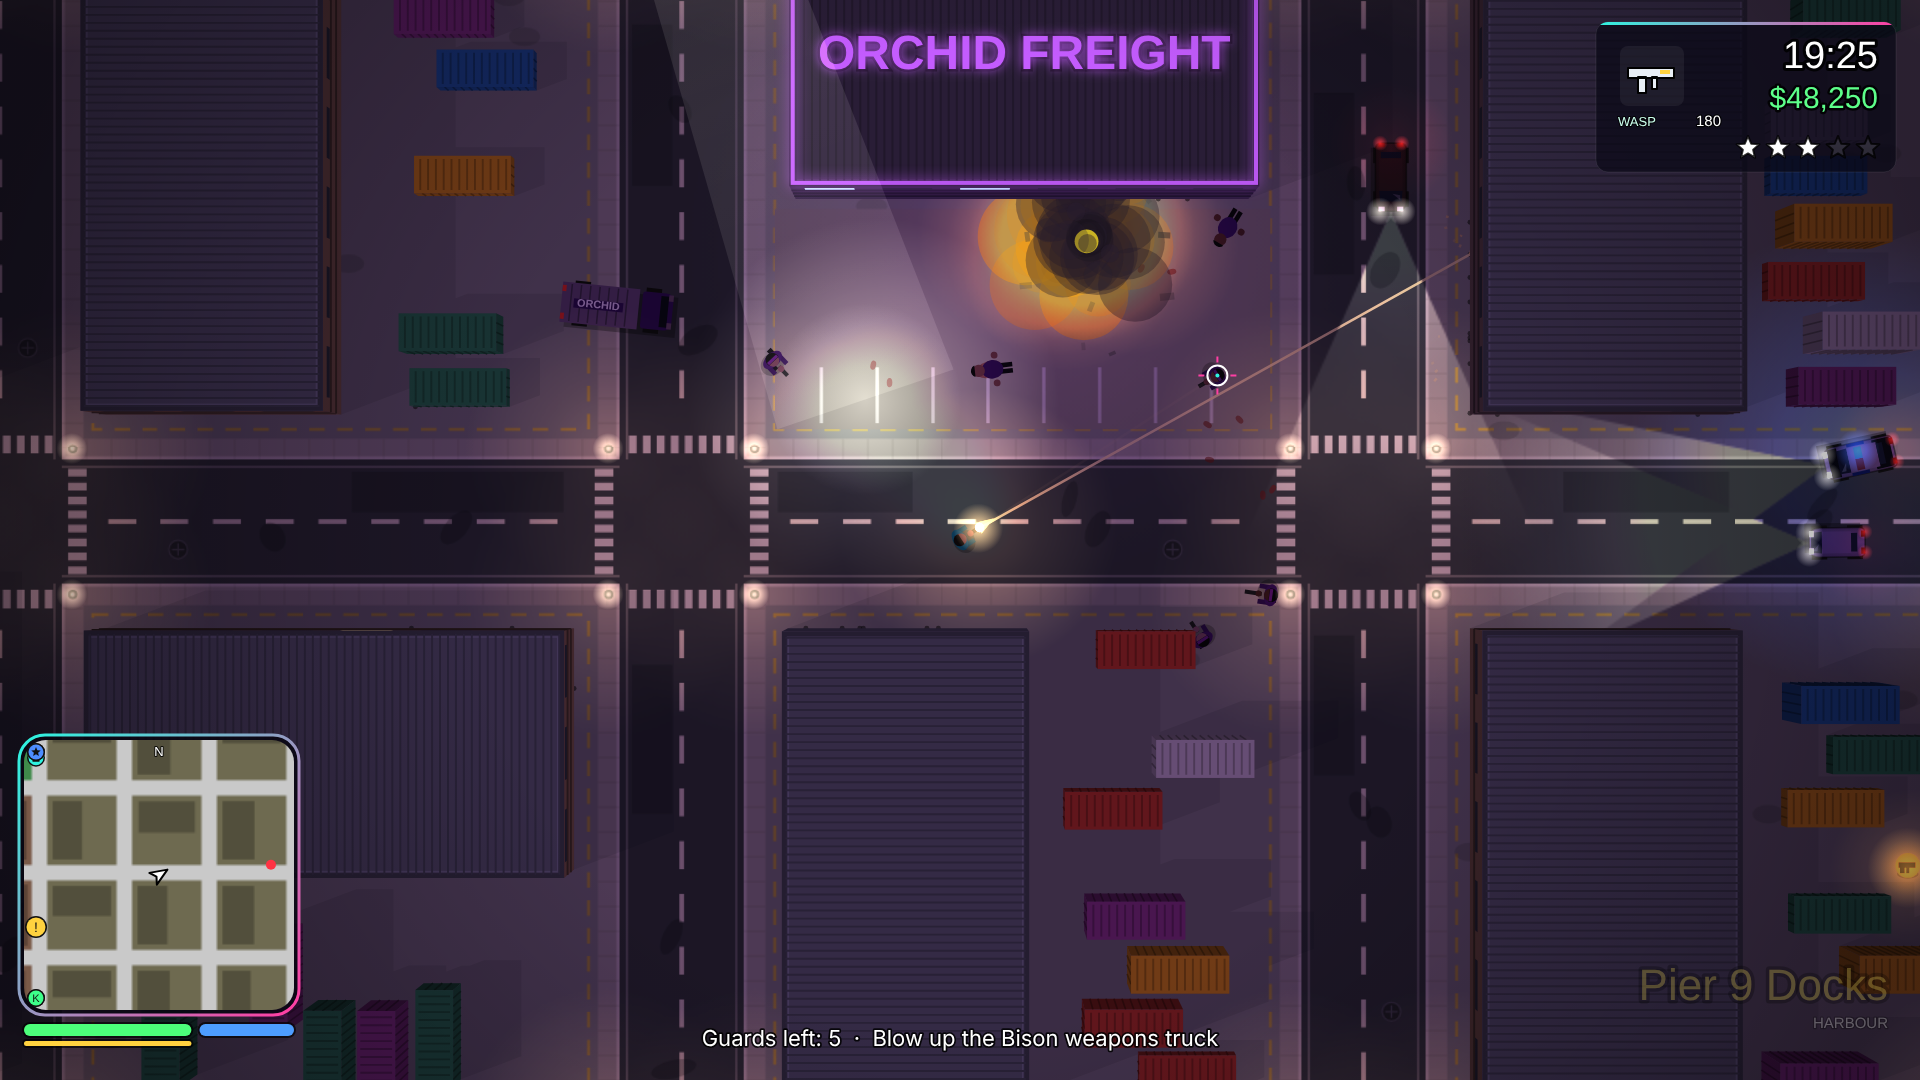 ORCHID FREIGHT
19:25
$48,250
WASP 180
ORCHID
N
!
K
Guards left: 5 · Blow up the Bison weapons truck
Pier 9 Docks
HARBOUR